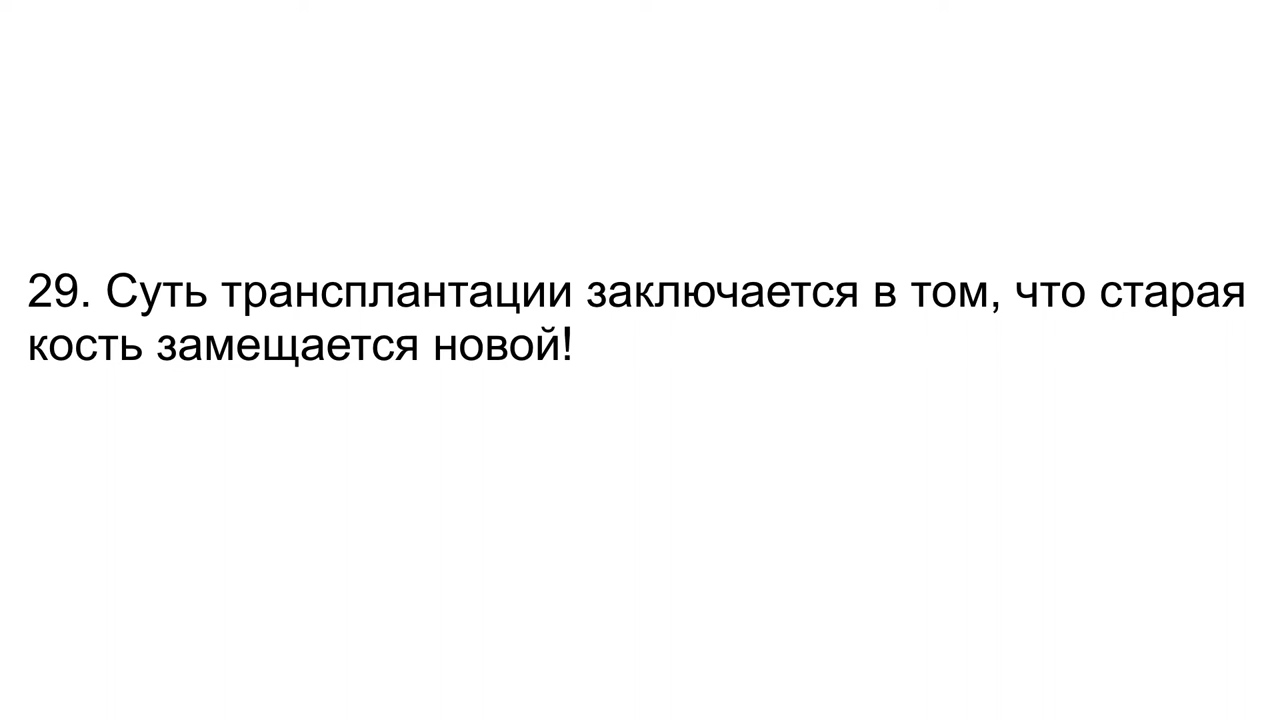 29. Суть трансплантации заключается в том, что старая
кость замещается новой!